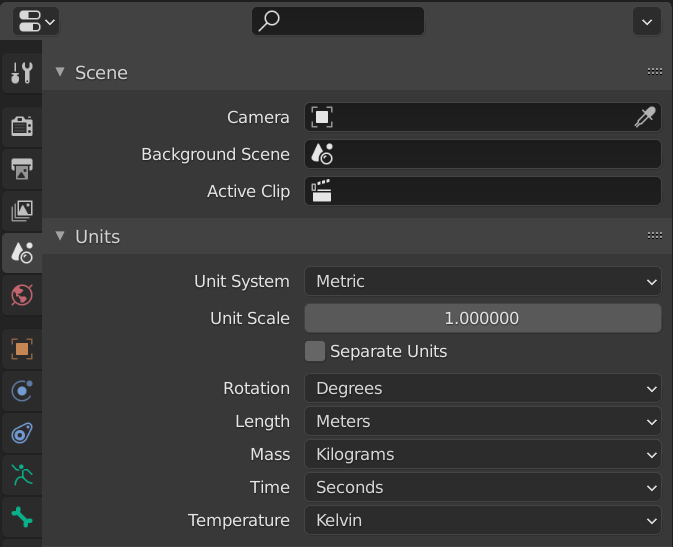 Scene
Camera
Background Scene
Active Clip
Units
Unit System Metric
Unit Scale 1.000000
Separate Units
Rotation Degrees
Length Meters
Mass Kilograms
Time Seconds
Temperature Kelvin